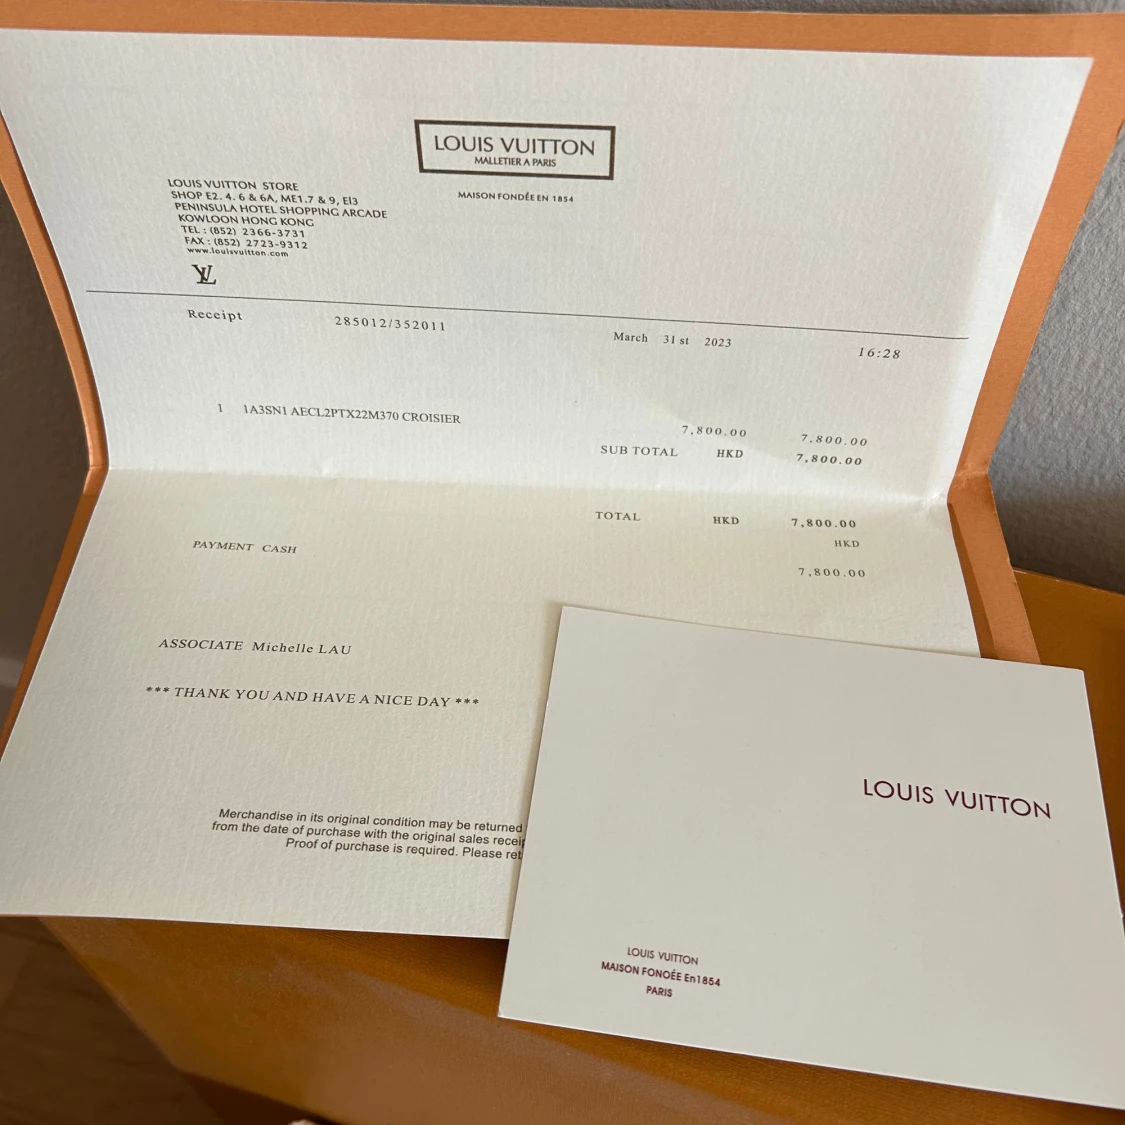 LOUIS VUITTON
MALLETIER A PARIS
MAISON FONDÉE EN 1854
LOUIS VUITTON STORE
SHOP E2. 4. 6 & 6A, ME1.7 & 9, EI3
PENINSULA HOTEL SHOPPING ARCADE
KOWLOON HONG KONG
TEL : (852) 2366-3731
FAX : (852) 2723-9312
www.louisvuitton.com
LV
Receipt 285012/352011 March 31st 2023 16:28
1 1A3SN1 AECL2PTX22M370 CROISIER 7,800.00 7.800.00
SUB TOTAL HKD 7,800.00
TOTAL HKD 7,800.00
HKD
PAYMENT CASH 7,800.00
ASSOCIATE Michelle LAU
*** THANK YOU AND HAVE A NICE DAY ***
Merchandise in its original condition may be returned
from the date of purchase with the original sales recei
Proof of purchase is required. Please ret
LOUIS VUITTON
LOUIS VUITTON
MAISON FONOÉE En1854
PARIS